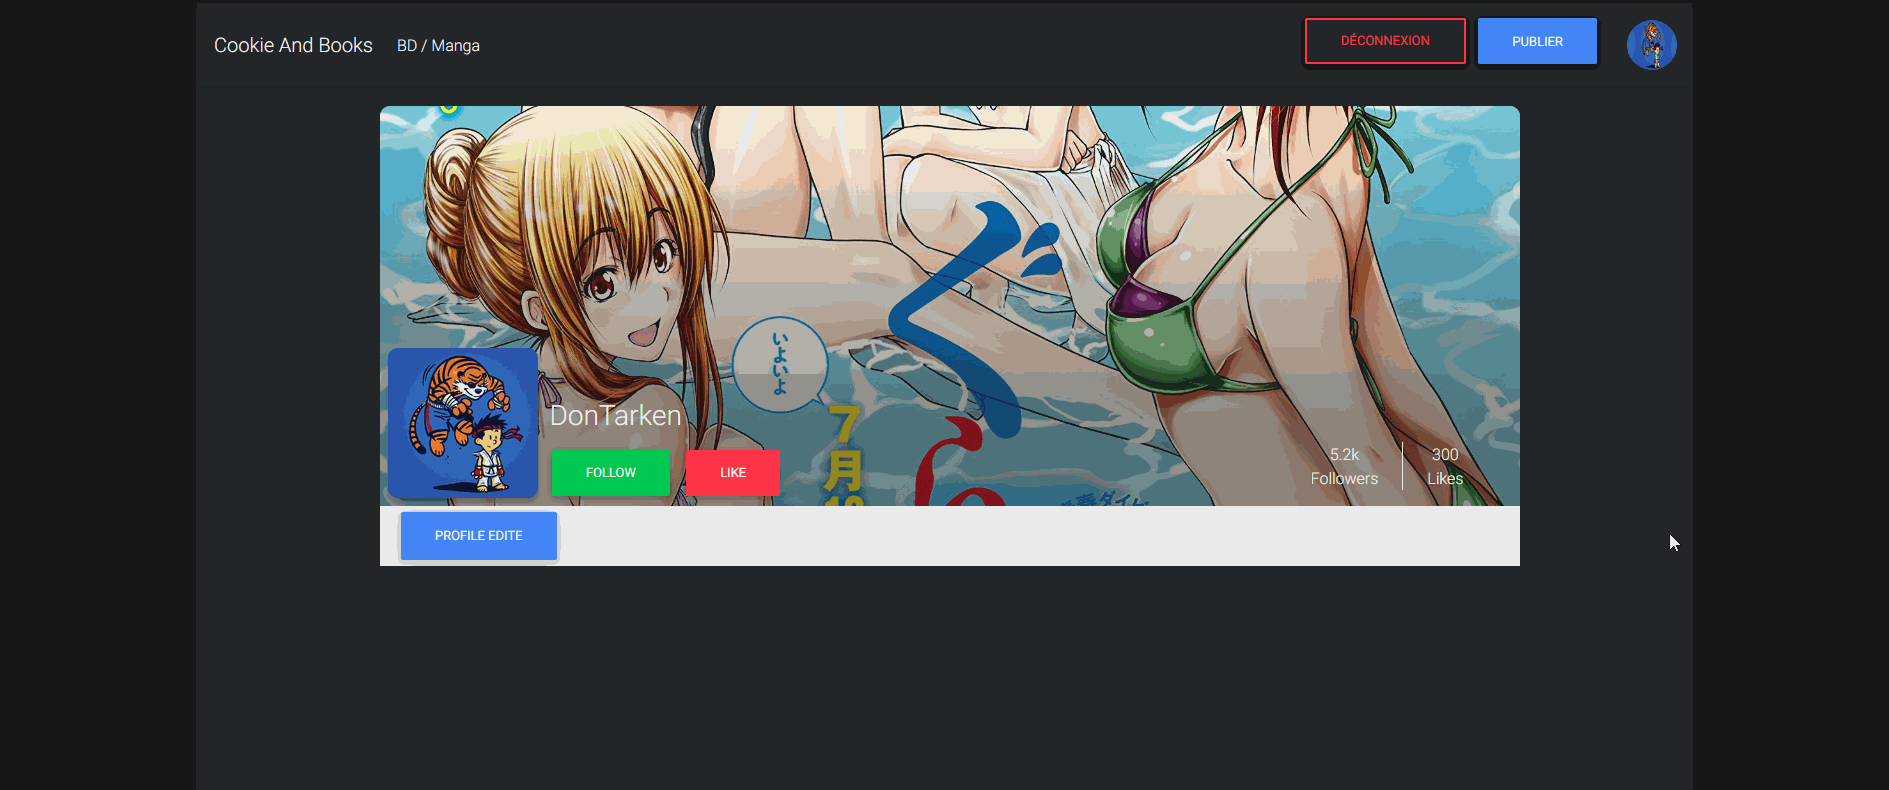 Cookie And Books BD / Manga DÉCONNEXION PUBLIER
ぐ
いよいよ
7月
DonTarken
FOLLOW LIKE
5.2k 300
Followers Likes
PROFILE EDITE